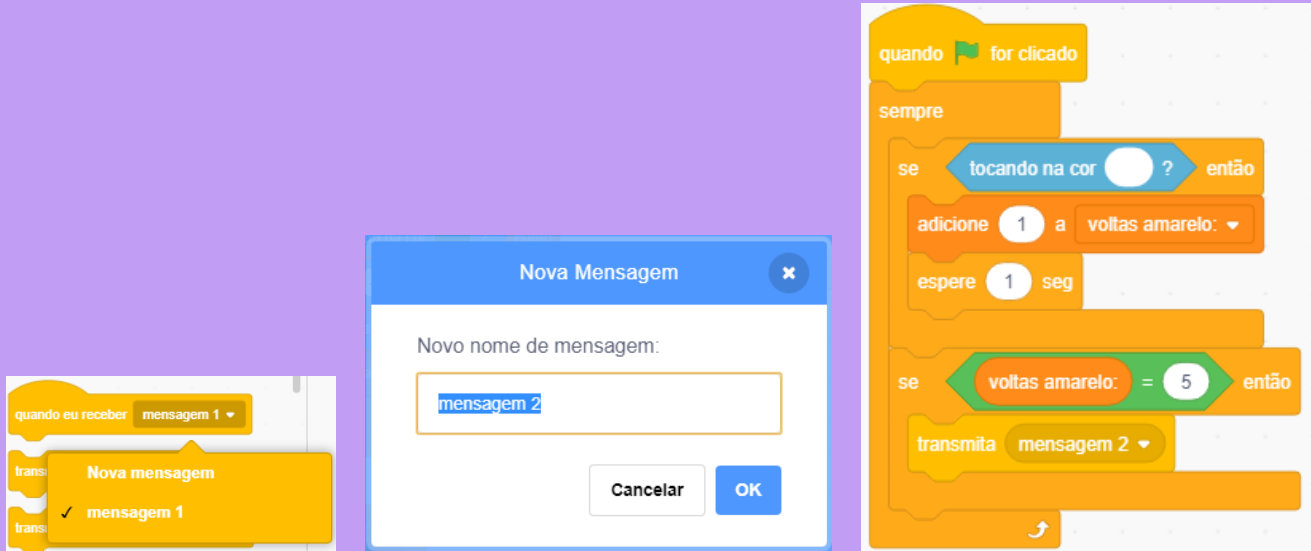 quando eu receber mensagem 1
Nova mensagem
✓ mensagem 1
Nova Mensagem
Novo nome de mensagem:
mensagem 2
Cancelar
OK
quando for clicado
sempre
se tocando na cor ? então
adicione 1 a voltas amarelo:
espere 1 seg
se voltas amarelo: = 5 então
transmita mensagem 2